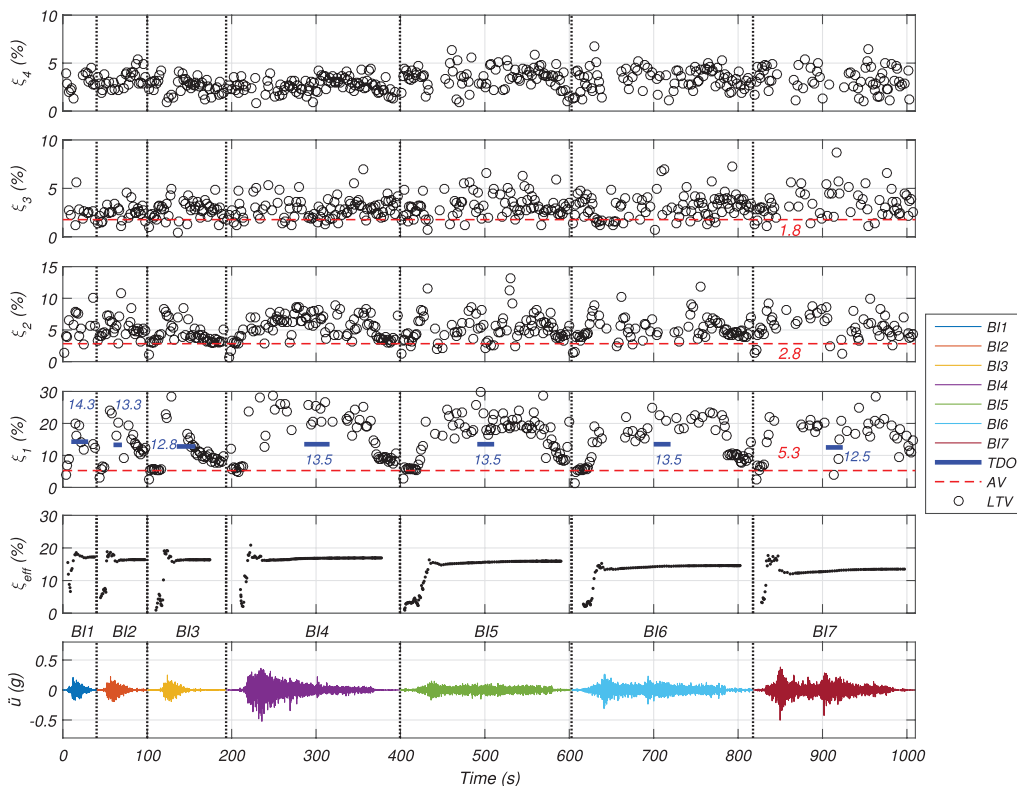 10
5
0
ξ4 (%)
10
5
0
ξ3 (%)
1.8
15
10
5
0
ξ2 (%)
2.8
30
20
10
0
ξ1 (%)
14.3 13.3 12.8 13.5 13.5 13.5 5.3 12.5
30
20
10
0
ξeff (%)
BI1 BI2 BI3 BI4 BI5 BI6 BI7
0.5
0
-0.5
ü (g)
0 100 200 300 400 500 600 700 800 900 1000
Time (s)
BI1
BI2
BI3
BI4
BI5
BI6
BI7
TDO
AV
LTV